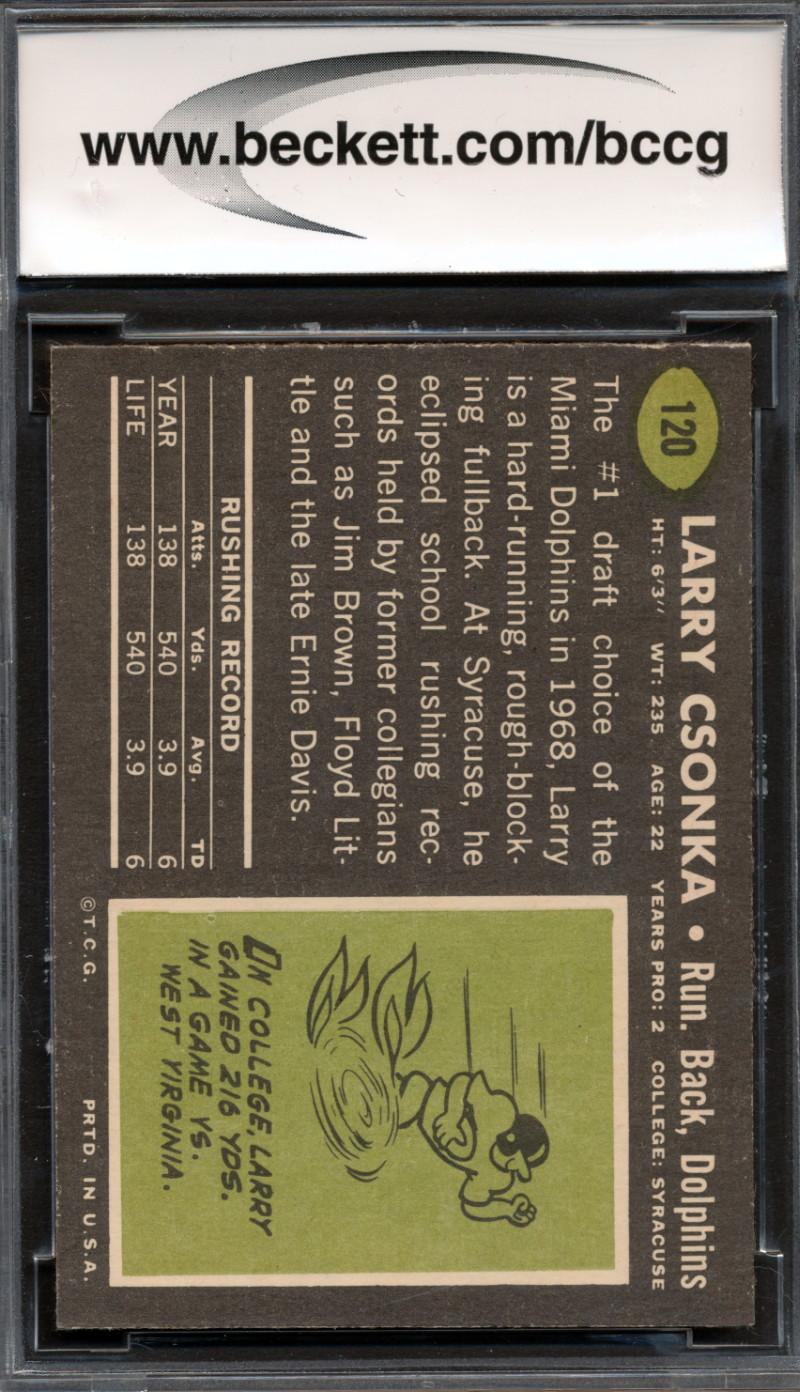 www.beckett.com/bccg
120
LARRY CSONKA • Run. Back, Dolphins
HT: 6'3" WT: 235 AGE: 22 YEARS PRO: 2 COLLEGE: SYRACUSE
The #1 draft choice of the
Miami Dolphins in 1968, Larry
is a hard-running, rough-block-
ing fullback. At Syracuse, he
eclipsed school rushing rec-
ords held by former collegians
such as Jim Brown, Floyd Lit-
tle and the late Ernie Davis.
RUSHING RECORD
Atts. Yds. Avg. TD
YEAR 138 540 3.9 6
LIFE 138 540 3.9 6
IN COLLEGE, LARRY
GAINED 216 YDS.
IN A GAME VS.
WEST VIRGINIA.
© T.C.G. PRTD. IN U.S.A.